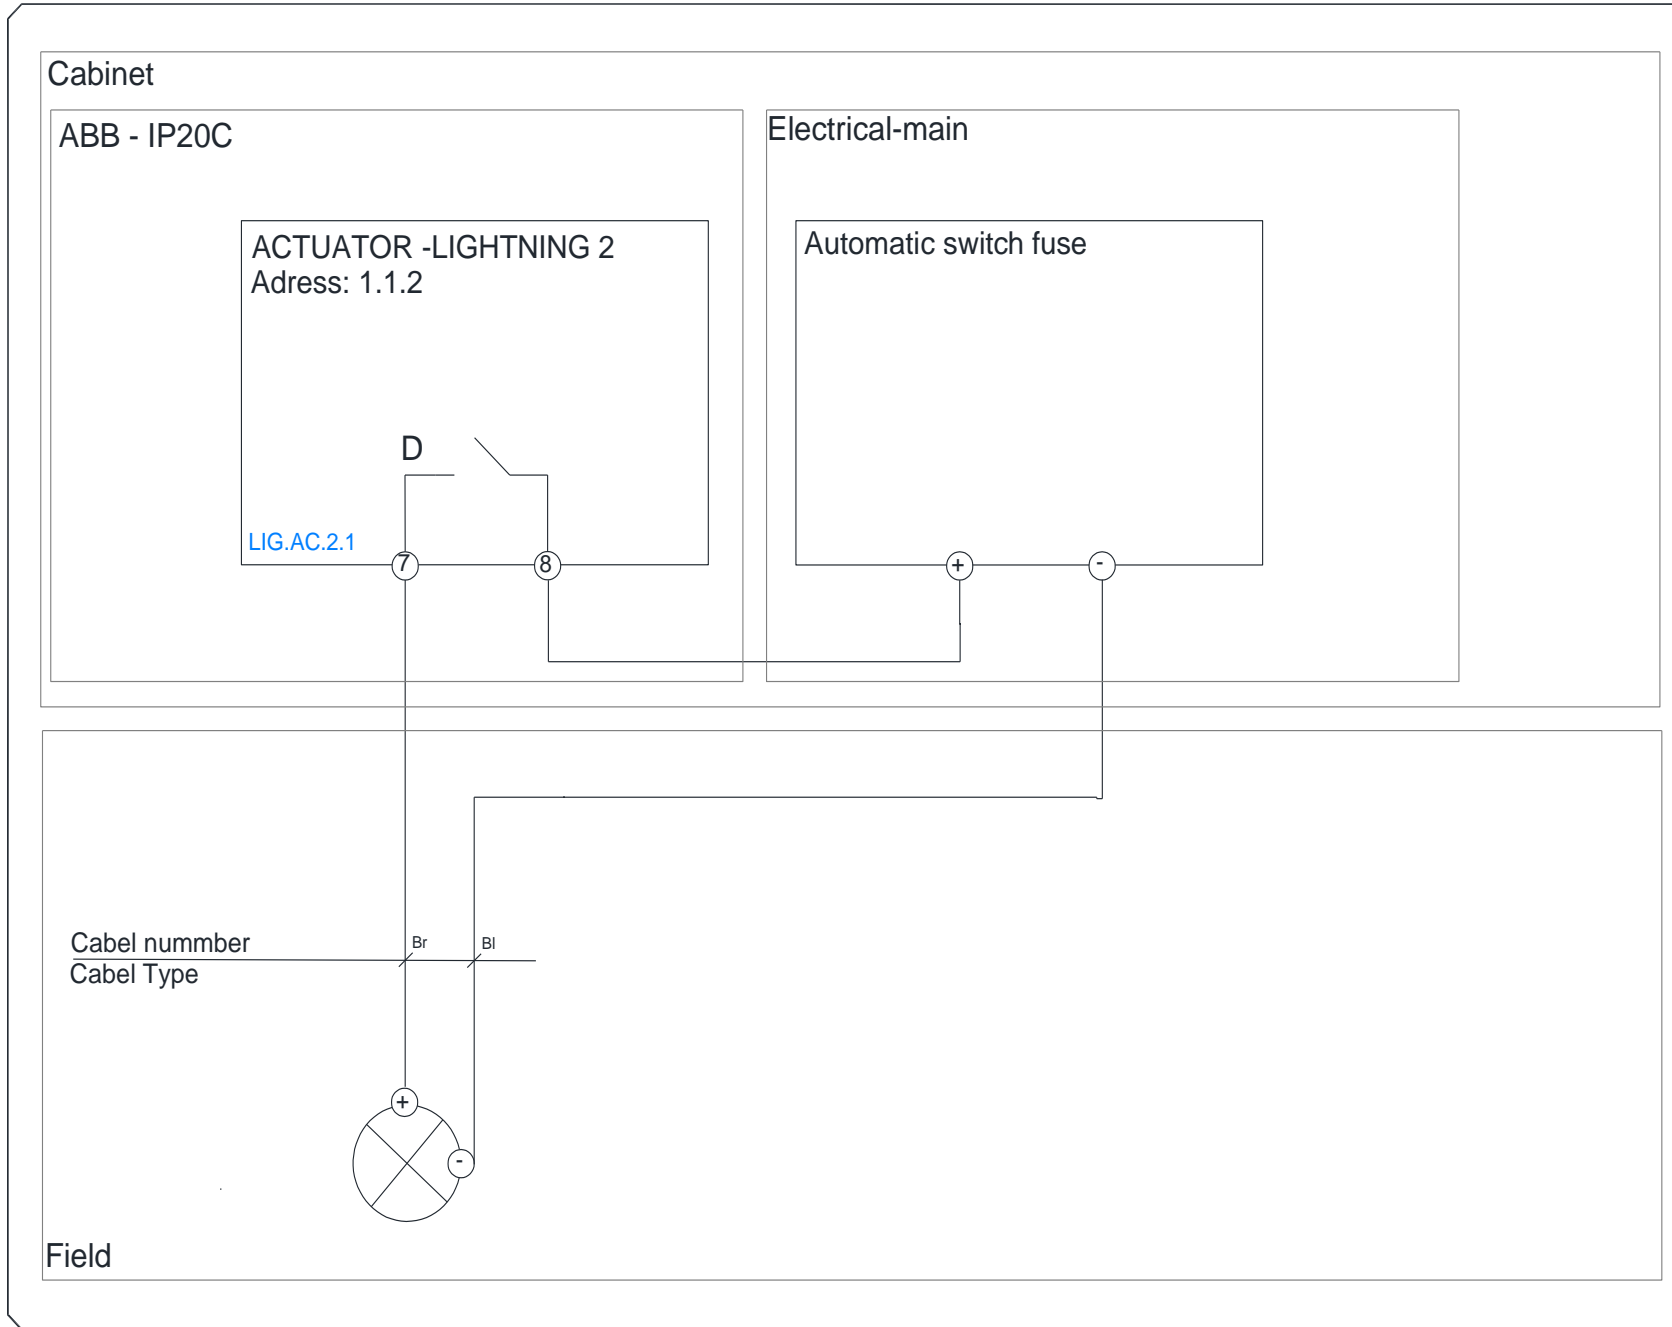 Cabinet
ABB - IP20C
Electrical-main
ACTUATOR -LIGHTNING 2
Adress: 1.1.2
Automatic switch fuse
D
LIG.AC.2.1
7
8
+
-
Cabel nummber
Br
Bl
Cabel Type
+
-
Field